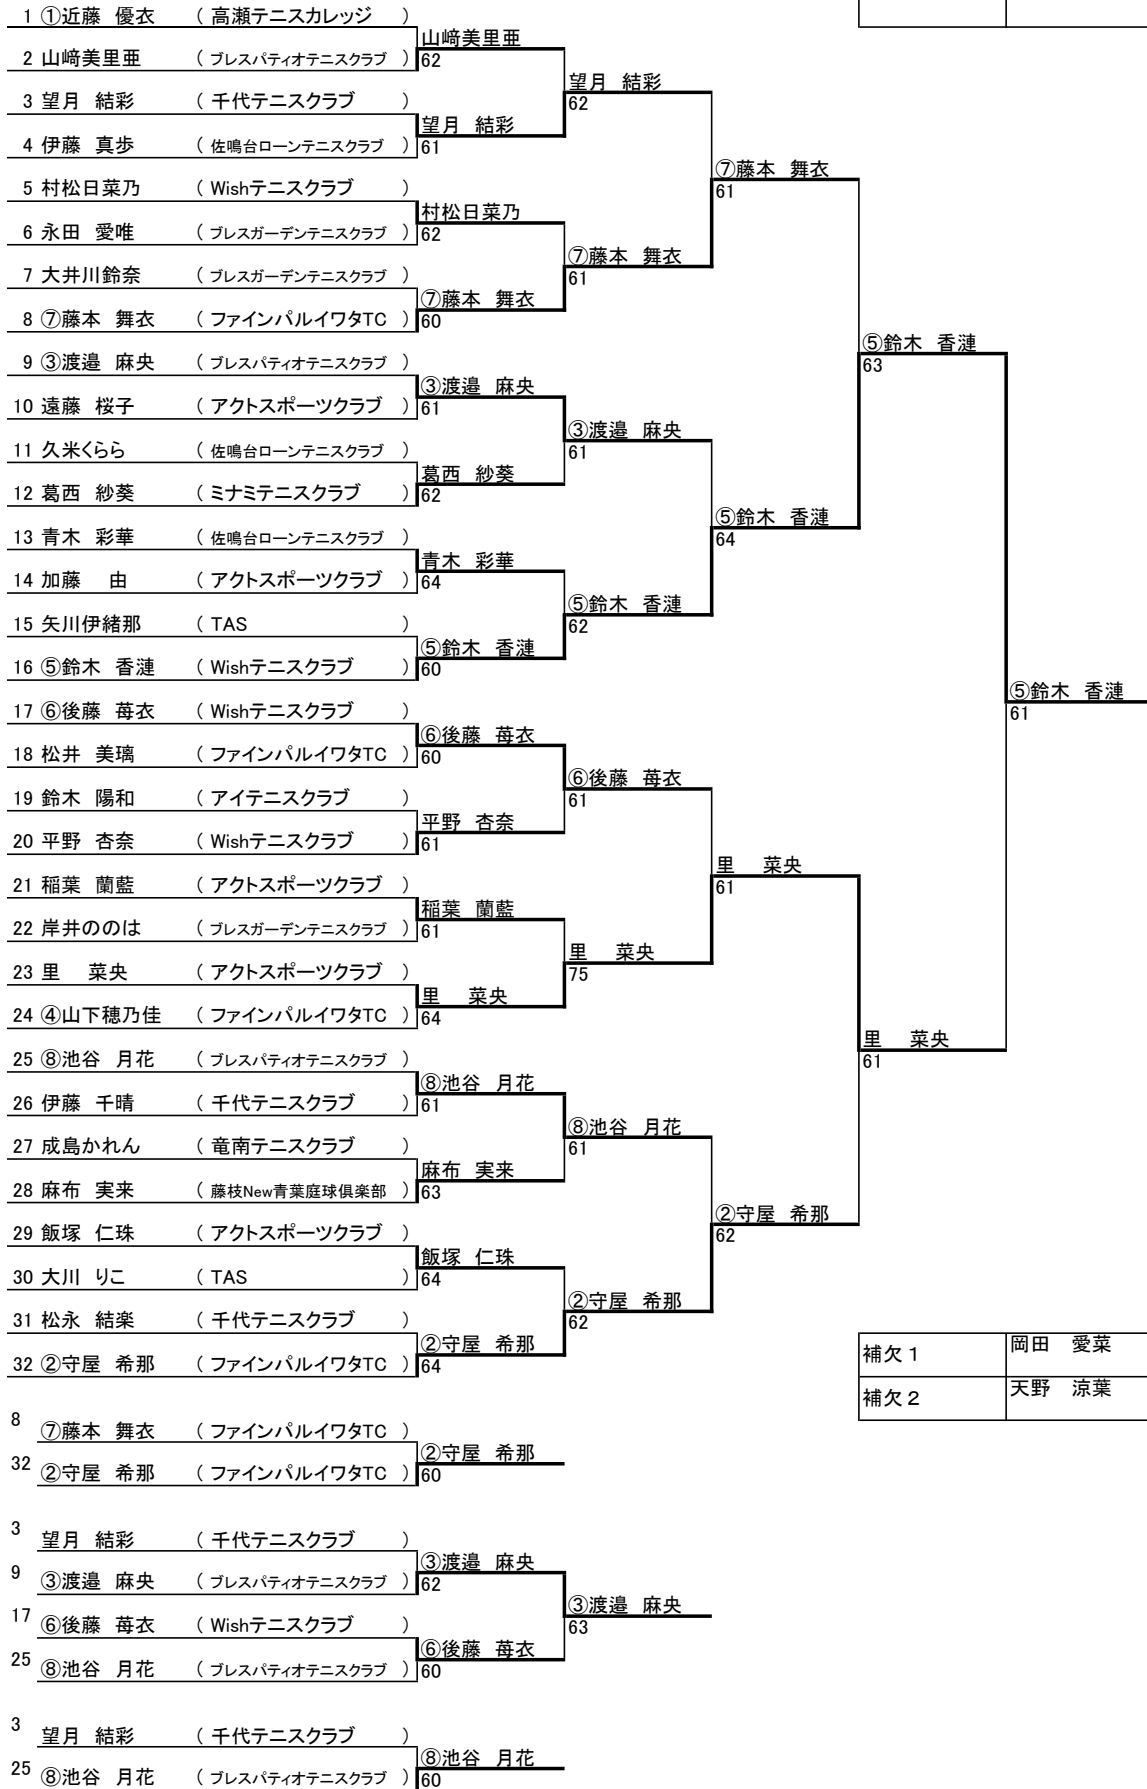 1 ①近藤 優衣 ( 高瀬テニスカレッジ )
山﨑美里亜
2 山﨑美里亜 ( ブレスパティオテニスクラブ ) 62
望月 結彩
3 望月 結彩 ( 千代テニスクラブ ) 62
望月 結彩
4 伊藤 真歩 ( 佐鳴台ローンテニスクラブ ) 61
⑦藤本 舞衣
5 村松日菜乃 ( Wishテニスクラブ ) 61
村松日菜乃
6 永田 愛唯 ( ブレスガーデンテニスクラブ ) 62
⑦藤本 舞衣
7 大井川鈴奈 ( ブレスガーデンテニスクラブ ) 61
⑦藤本 舞衣
8 ⑦藤本 舞衣 ( ファインパルイワタTC ) 60
⑤鈴木 香漣
9 ③渡邉 麻央 ( ブレスパティオテニスクラブ ) 63
③渡邉 麻央
10 遠藤 桜子 ( アクトスポーツクラブ ) 61
③渡邉 麻央
11 久米くらら ( 佐鳴台ローンテニスクラブ ) 61
葛西 紗葵
12 葛西 紗葵 ( ミナミテニスクラブ ) 62
⑤鈴木 香漣
13 青木 彩華 ( 佐鳴台ローンテニスクラブ ) 64
青木 彩華
14 加藤 由 ( アクトスポーツクラブ ) 64
⑤鈴木 香漣
15 矢川伊緒那 ( TAS ) 62
⑤鈴木 香漣
16 ⑤鈴木 香漣 ( Wishテニスクラブ ) 60
⑤鈴木 香漣
17 ⑥後藤 苺衣 ( Wishテニスクラブ ) 61
⑥後藤 苺衣
18 松井 美璃 ( ファインパルイワタTC ) 60
⑥後藤 苺衣
19 鈴木 陽和 ( アイテニスクラブ ) 61
平野 杏奈
20 平野 杏奈 ( Wishテニスクラブ ) 61
里 菜央
21 稲葉 蘭藍 ( アクトスポーツクラブ ) 61
稲葉 蘭藍
22 岸井ののは ( ブレスガーデンテニスクラブ ) 61
里 菜央
23 里 菜央 ( アクトスポーツクラブ ) 75
里 菜央
24 ④山下穂乃佳 ( ファインパルイワタTC ) 64
里 菜央
25 ⑧池谷 月花 ( ブレスパティオテニスクラブ ) 61
⑧池谷 月花
26 伊藤 千晴 ( 千代テニスクラブ ) 61
⑧池谷 月花
27 成島かれん ( 竜南テニスクラブ ) 61
麻布 実来
28 麻布 実来 ( 藤枝New青葉庭球倶楽部 ) 63
②守屋 希那
29 飯塚 仁珠 ( アクトスポーツクラブ ) 62
飯塚 仁珠
30 大川 りこ ( TAS ) 64
②守屋 希那
31 松永 結楽 ( 千代テニスクラブ ) 62
②守屋 希那
32 ②守屋 希那 ( ファインパルイワタTC ) 64
補欠1 岡田 愛菜
補欠2 天野 涼葉
8 ⑦藤本 舞衣 ( ファインパルイワタTC )
②守屋 希那
32 ②守屋 希那 ( ファインパルイワタTC ) 60
3 望月 結彩 ( 千代テニスクラブ )
③渡邉 麻央
9 ③渡邉 麻央 ( ブレスパティオテニスクラブ ) 62
③渡邉 麻央
17 ⑥後藤 苺衣 ( Wishテニスクラブ ) 63
⑥後藤 苺衣
25 ⑧池谷 月花 ( ブレスパティオテニスクラブ ) 60
3 望月 結彩 ( 千代テニスクラブ )
⑧池谷 月花
25 ⑧池谷 月花 ( ブレスパティオテニスクラブ ) 60